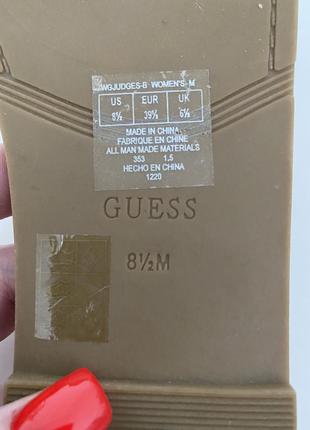 WGJUDGES-B WOMEN'S- M
US EUR UK
8½ 39½ 6½
MADE IN CHINA
FABRIQUE EN CHINE
ALL MAN MADE MATERIALS
353 1.5
HECHO EN CHINA
1220
GUESS
8½M